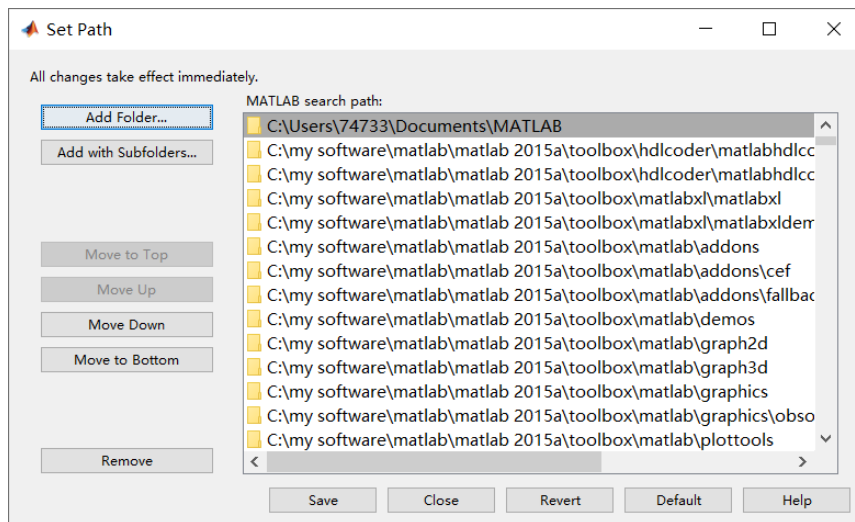 Set Path
All changes take effect immediately.
MATLAB search path:
Add Folder...
Add with Subfolders...
Move to Top
Move Up
Move Down
Move to Bottom
Remove
C:\Users\74733\Documents\MATLAB
C:\my software\matlab\matlab 2015a\toolbox\hdlcoder\matlabhdlcc
C:\my software\matlab\matlab 2015a\toolbox\hdlcoder\matlabhdlcc
C:\my software\matlab\matlab 2015a\toolbox\matlabxl\matlabxl
C:\my software\matlab\matlab 2015a\toolbox\matlabxl\matlabxldem
C:\my software\matlab\matlab 2015a\toolbox\matlab\addons
C:\my software\matlab\matlab 2015a\toolbox\matlab\addons\cef
C:\my software\matlab\matlab 2015a\toolbox\matlab\addons\fallbac
C:\my software\matlab\matlab 2015a\toolbox\matlab\demos
C:\my software\matlab\matlab 2015a\toolbox\matlab\graph2d
C:\my software\matlab\matlab 2015a\toolbox\matlab\graph3d
C:\my software\matlab\matlab 2015a\toolbox\matlab\graphics
C:\my software\matlab\matlab 2015a\toolbox\matlab\graphics\obso
C:\my software\matlab\matlab 2015a\toolbox\matlab\plottools
Save
Close
Revert
Default
Help